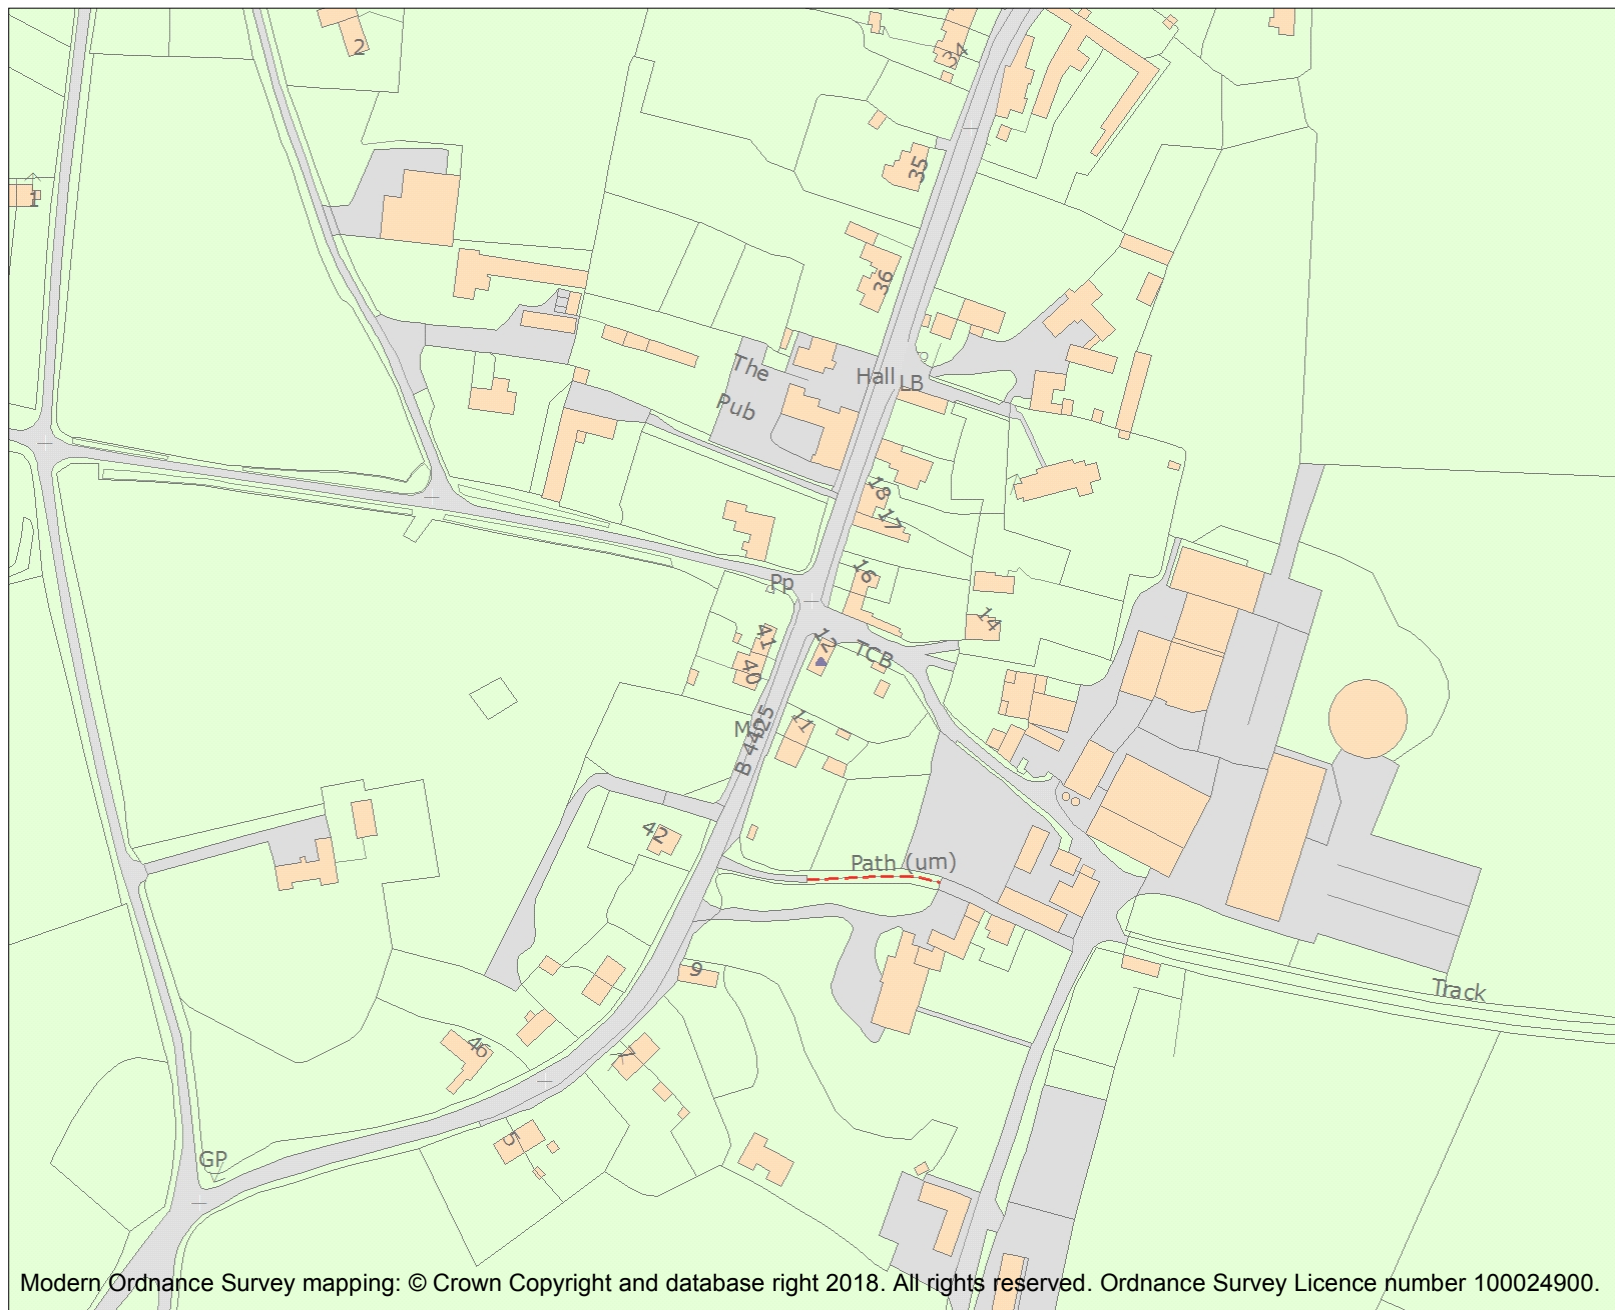 2
34
1
35
36
The
Pub
Hall
LB
18
17
16
Pp
14
41
12
TCB
40
11
B 4425
42
Path (um)
9
Track
46
7
5
GP
Modern Ordnance Survey mapping: © Crown Copyright and database right 2018. All rights reserved. Ordnance Survey Licence number 100024900.